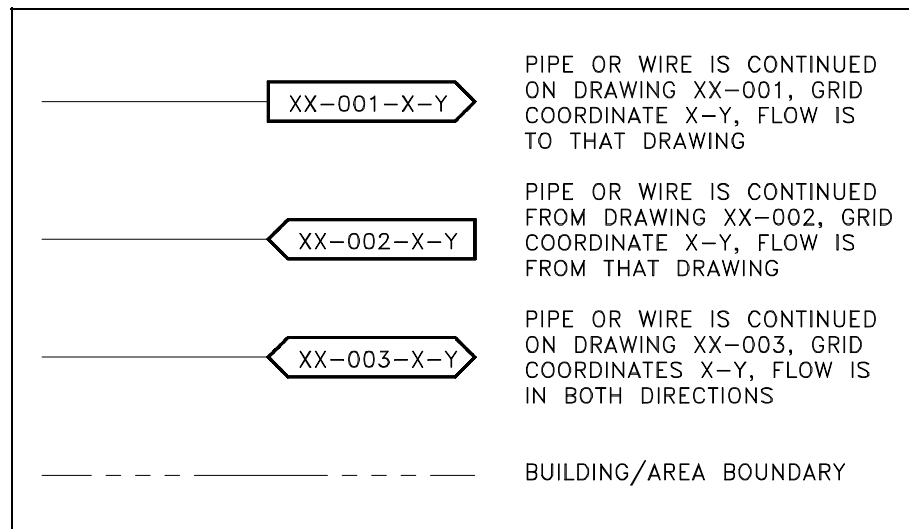 XX-001-X-Y
PIPE OR WIRE IS CONTINUED
ON DRAWING XX-001, GRID
COORDINATE X-Y, FLOW IS
TO THAT DRAWING
XX-002-X-Y
PIPE OR WIRE IS CONTINUED
FROM DRAWING XX-002, GRID
COORDINATE X-Y, FLOW IS
FROM THAT DRAWING
XX-003-X-Y
PIPE OR WIRE IS CONTINUED
ON DRAWING XX-003, GRID
COORDINATES X-Y, FLOW IS
IN BOTH DIRECTIONS
BUILDING/AREA BOUNDARY